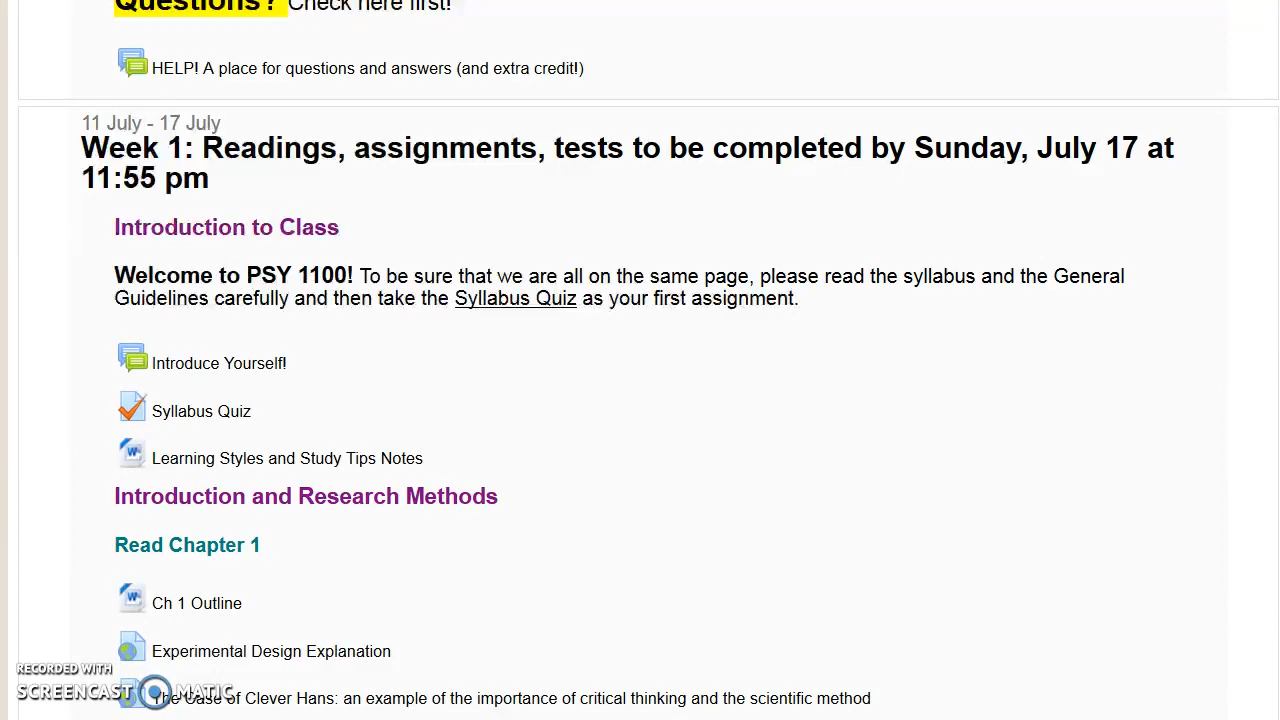 Questions? Check here first!
HELP! A place for questions and answers (and extra credit!)
11 July - 17 July
Week 1: Readings, assignments, tests to be completed by Sunday, July 17 at
11:55 pm
Introduction to Class
Welcome to PSY 1100! To be sure that we are all on the same page, please read the syllabus and the General
Guidelines carefully and then take the Syllabus Quiz as your first assignment.
Introduce Yourself!
Syllabus Quiz
Learning Styles and Study Tips Notes
Introduction and Research Methods
Read Chapter 1
Ch 1 Outline
Experimental Design Explanation
RECORDED WITH
SCREENCAST MATIC
The Case of Clever Hans: an example of the importance of critical thinking and the scientific method